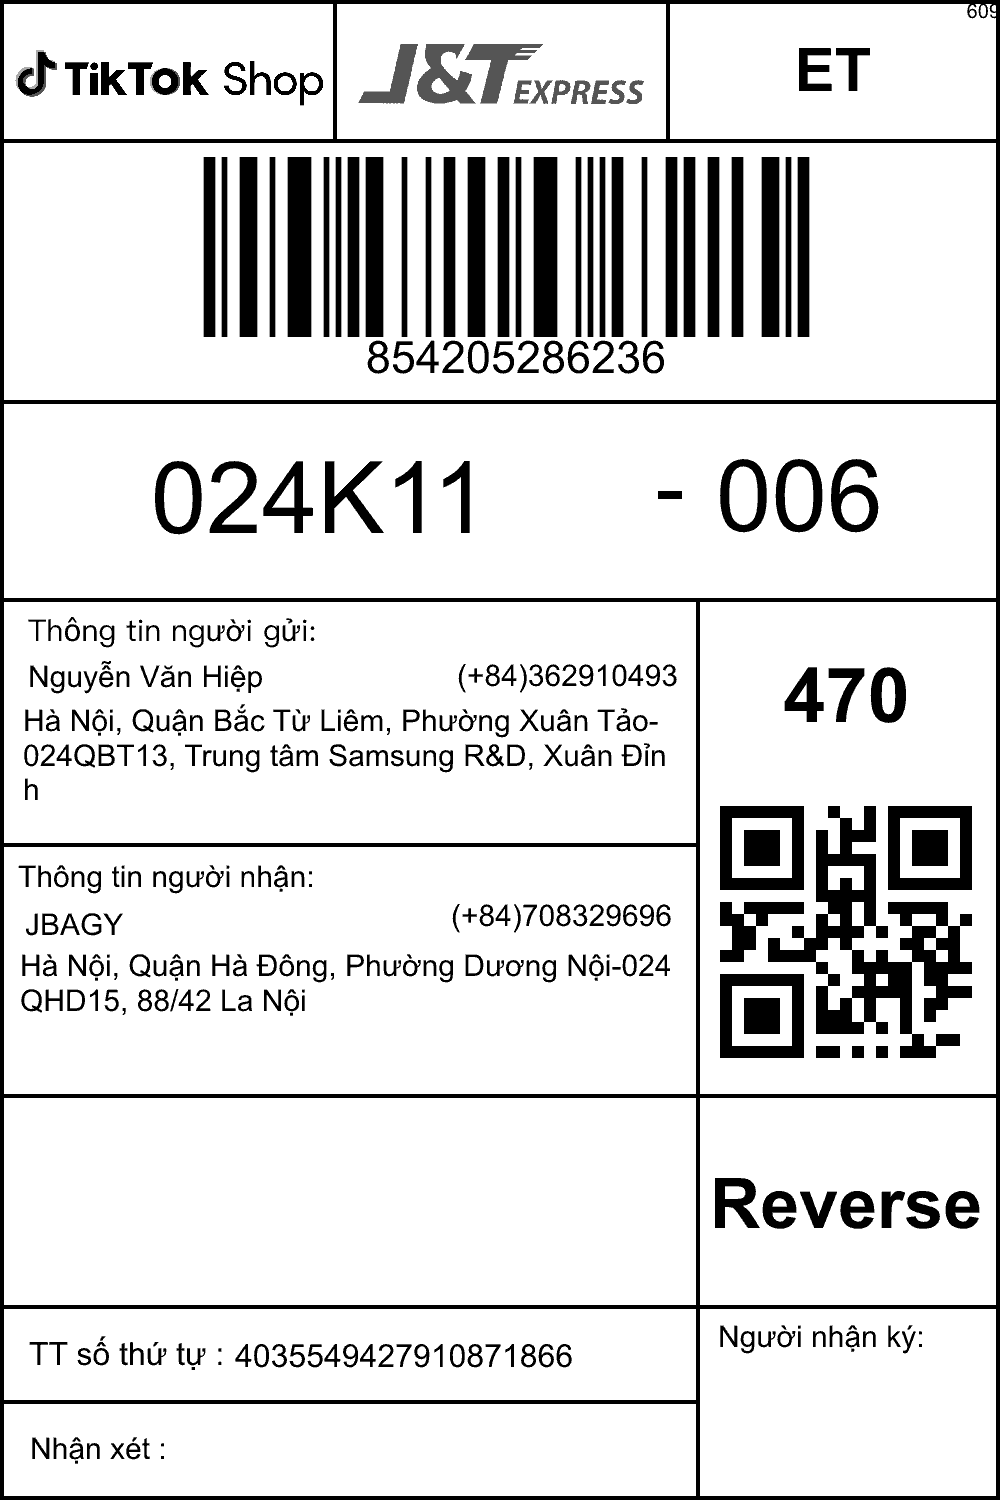 609
TikTok Shop
J&T EXPRESS
ET
854205286236
024K11 - 006
Thông tin người gửi:
Nguyễn Văn Hiệp (+84)362910493
Hà Nội, Quận Bắc Từ Liêm, Phường Xuân Tảo-
024QBT13, Trung tâm Samsung R&D, Xuân Đỉn
h
470
Thông tin người nhận:
JBAGY (+84)708329696
Hà Nội, Quận Hà Đông, Phường Dương Nội-024
QHD15, 88/42 La Nội
Reverse
TT số thứ tự : 4035549427910871866
Người nhận ký:
Nhận xét :